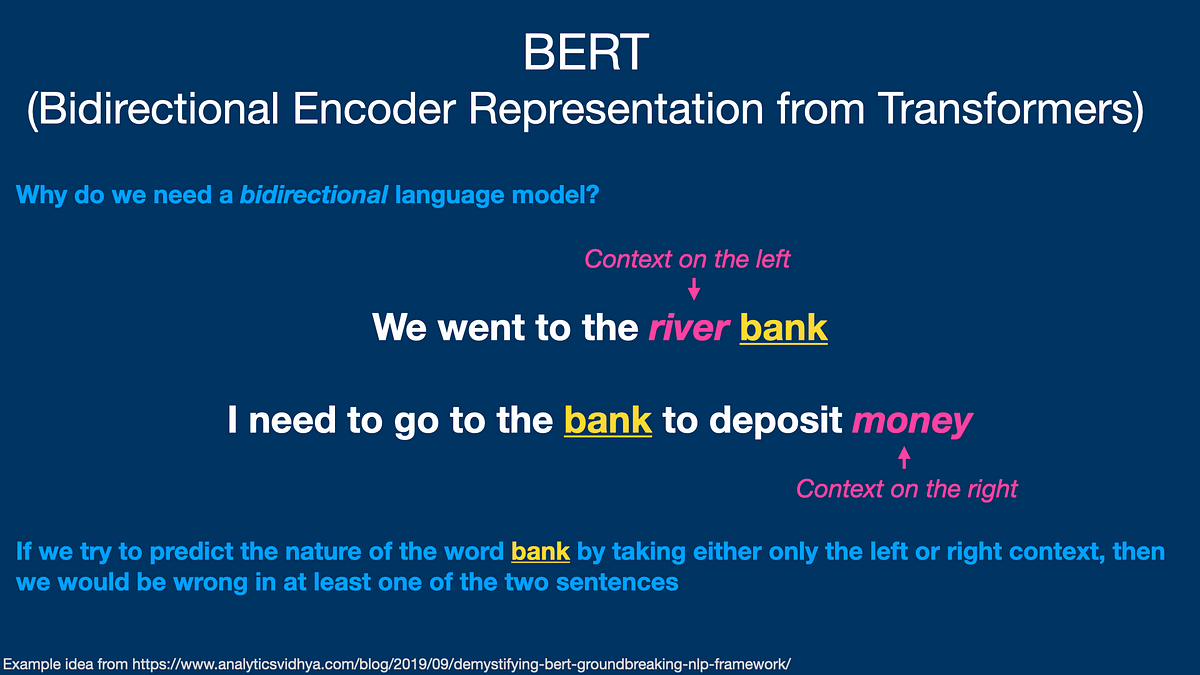 BERT
(Bidirectional Encoder Representation from Transformers)
Why do we need a bidirectional language model?
Context on the left
We went to the river bank
I need to go to the bank to deposit money
Context on the right
If we try to predict the nature of the word bank by taking either only the left or right context, then
we would be wrong in at least one of the two sentences
Example idea from https://www.analyticsvidhya.com/blog/2019/09/demystifying-bert-groundbreaking-nlp-framework/